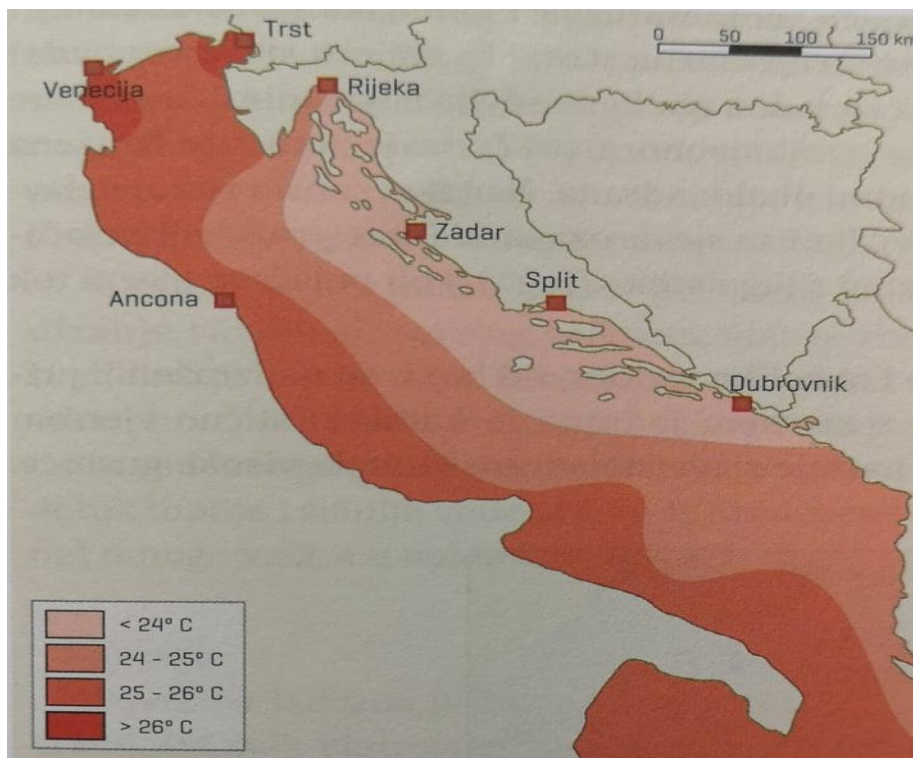 Trst
0 50 100 150 km
Venecija
Rijeka
Zadar
Ancona
Split
Dubrovnik
< 24° C
24 - 25° C
25 - 26° C
> 26° C